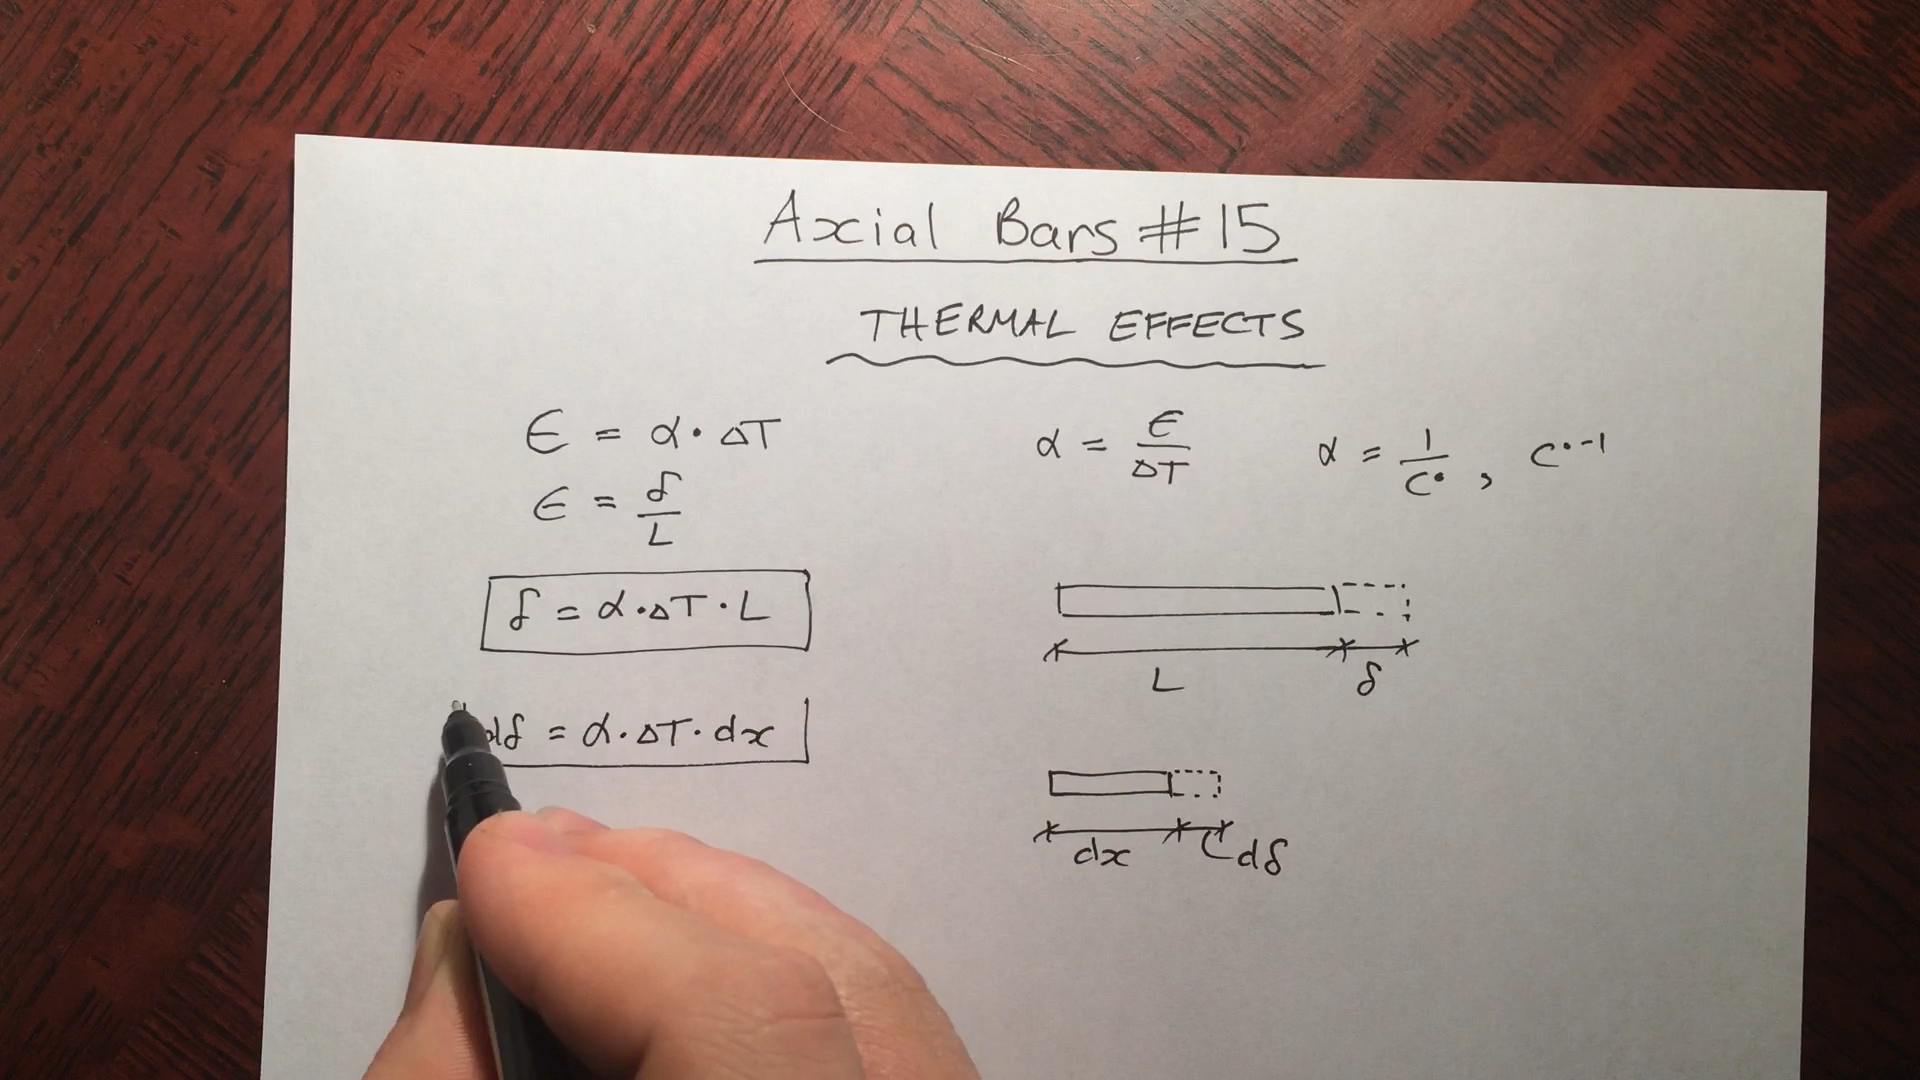 Axial Bars #15
THERMAL EFFECTS
ϵ = α · ΔT
α = ϵ/ΔT
α = 1/C° , C°⁻¹
ϵ = δ/L
δ = α · ΔT · L
L
δ
dδ = α · ΔT · dx
dx
dδ